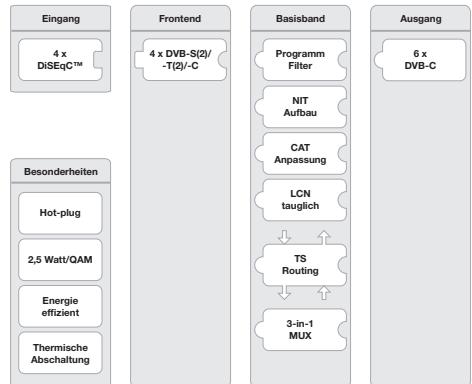 Eingang
4 x
DiSEqC™
Besonderheiten
Hot-plug
2,5 Watt/QAM
Energie
effizient
Thermische
Abschaltung
Frontend
4 x DVB-S(2)/
-T(2)/-C
Basisband
Programm
Filter
NIT
Aufbau
CAT
Anpassung
LCN
tauglich
TS
Routing
3-in-1
MUX
Ausgang
6 x
DVB-C